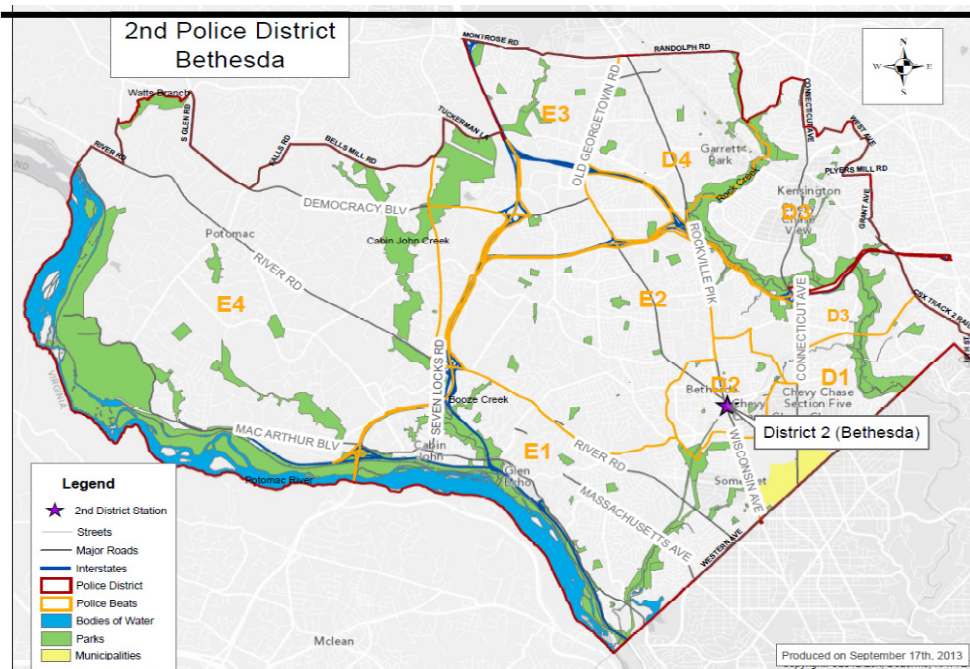 2nd Police District
Bethesda
MONTROSE RD
RANDOLPH RD
N
W E
S
Watts Branch
S GLEN RD
FALLS RD
BELLS MILL RD
TUCKERMAN LA
RIVER RD
E3
OLD GEORGETOWN RD
D4
Garrett
Park
Rock Creek
CONNECTICUT AVE
WEST AVE
PLYERS MILL RD
Kensington
D3
View
GRANT AVE
DEMOCRACY BLV
Potomac
Cabin John Creek
RIVER RD
E4
E2
ROCKVILLE PIK
CONNECTICUT AVE
D3
CSX TRACK 2 RAIL
16TH ST
VIRGINIA
SEVEN LOCKS RD
Booze Creek
D2
D1
Chevy
Chevy Chase
Section Five
District 2 (Bethesda)
MAC ARTHUR BLV
Cabin
John
Glen
Echo
E1
RIVER RD
WISCONSIN AVE
Potomac River
MASSACHUSETTS AVE
WESTERN AVE
Mclean
Legend
2nd District Station
Streets
Major Roads
Interstates
Police District
Police Beats
Bodies of Water
Parks
Municipalities
Produced on September 17th, 2013